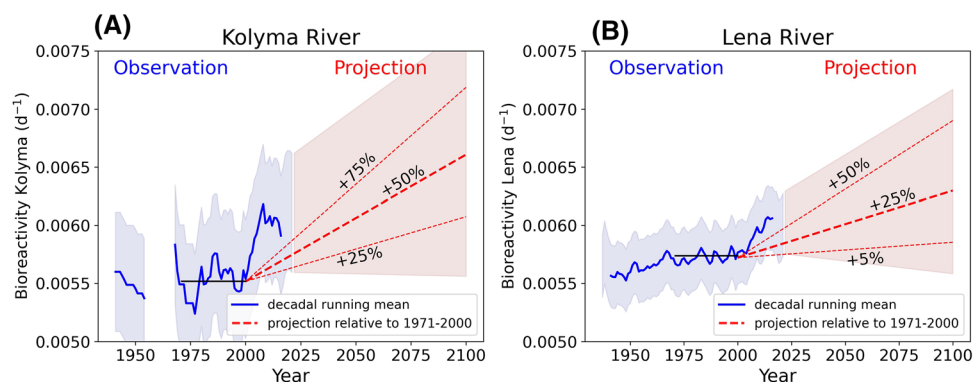 (A)
Kolyma River
Observation
Projection
+75%
+50%
+25%
decadal running mean
projection relative to 1971-2000
0.0075
0.0070
0.0065
0.0060
0.0055
0.0050
Bioreactivity Kolyma (d⁻¹)
1950 1975 2000 2025 2050 2075 2100
Year
(B)
Lena River
Observation
Projection
+50%
+25%
+5%
decadal running mean
projection relative to 1971-2000
0.0075
0.0070
0.0065
0.0060
0.0055
0.0050
Bioreactivity Lena (d⁻¹)
1950 1975 2000 2025 2050 2075 2100
Year